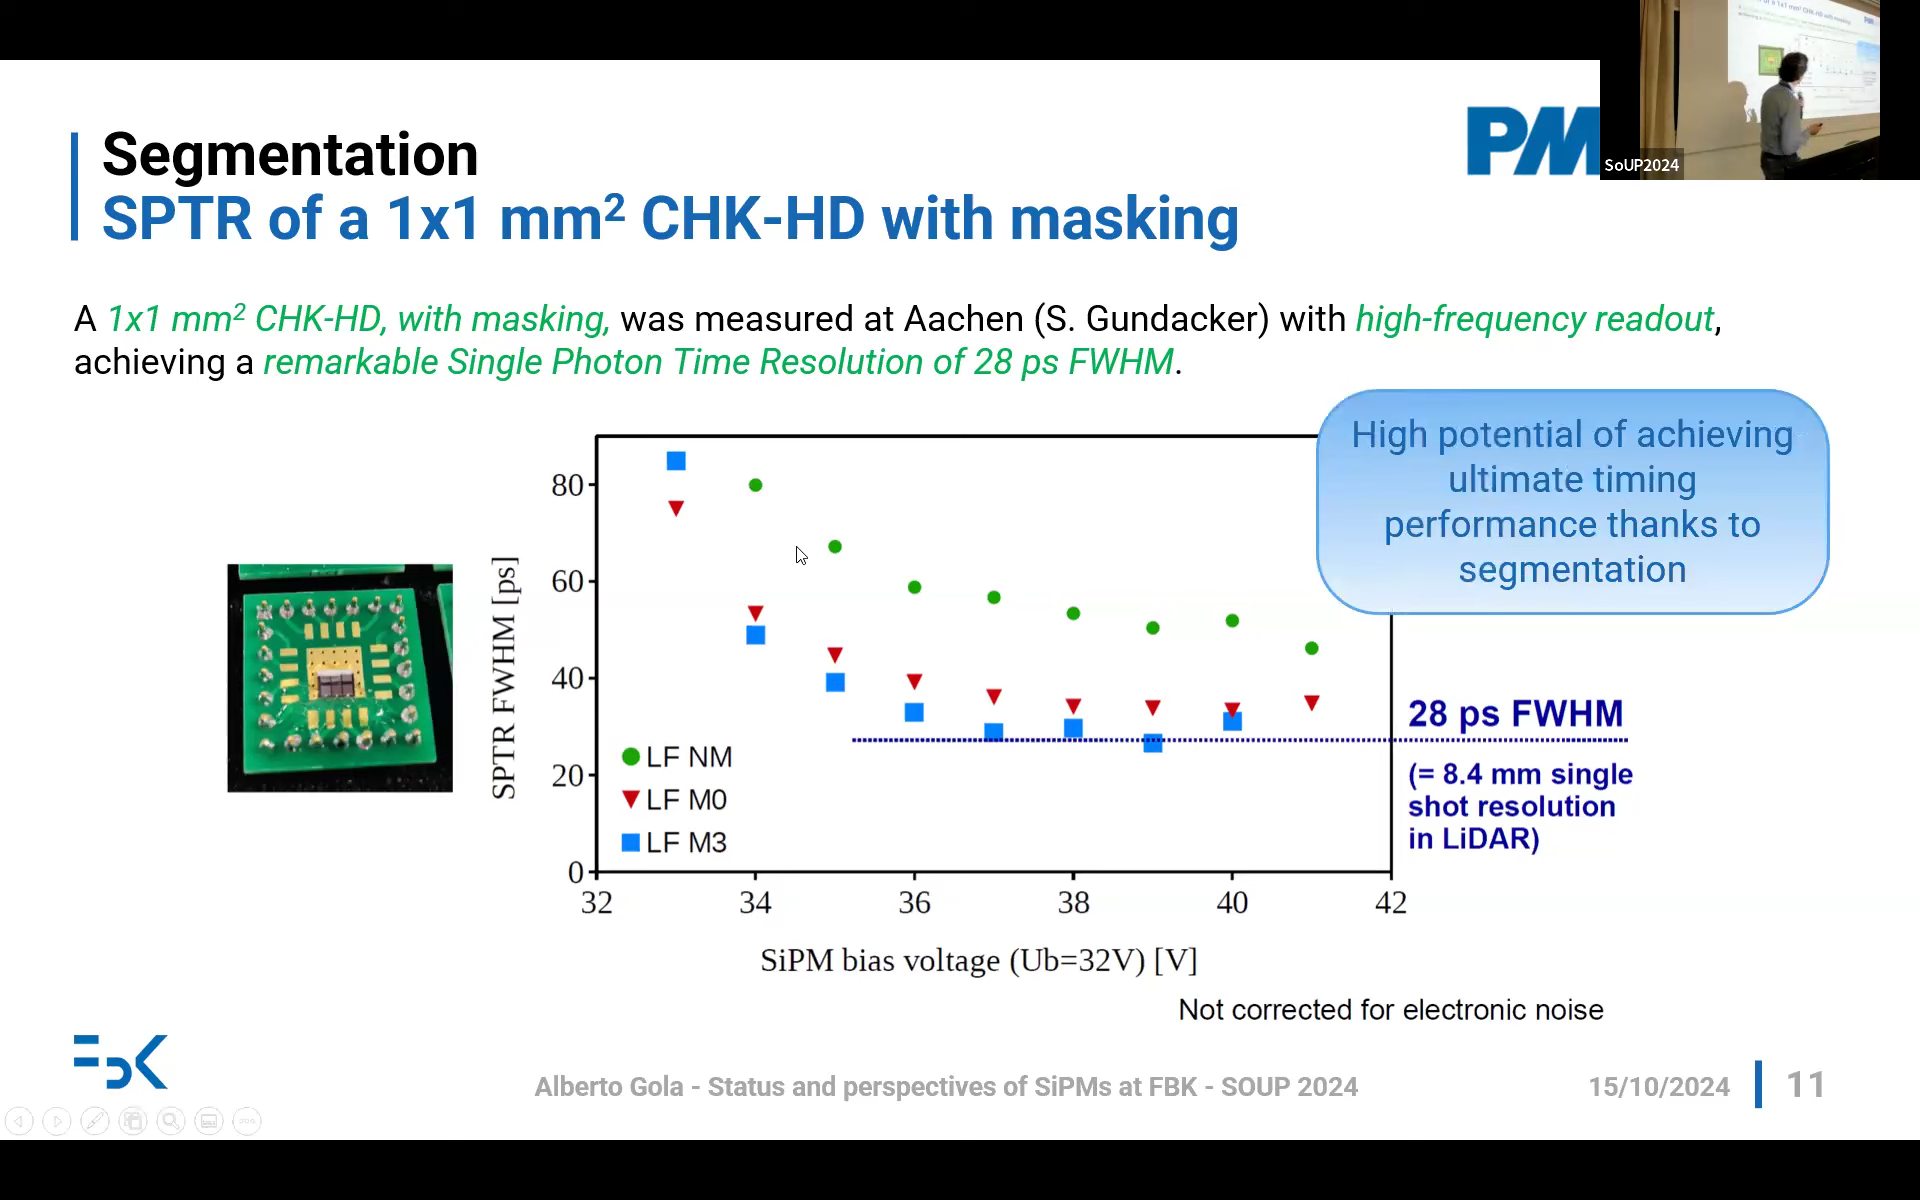 Segmentation
SPTR of a 1x1 mm² CHK-HD with masking
PM
SoUP2024
A 1x1 mm² CHK-HD, with masking, was measured at Aachen (S. Gundacker) with high-frequency readout,
achieving a remarkable Single Photon Time Resolution of 28 ps FWHM.
High potential of achieving
ultimate timing
performance thanks to
segmentation
SPTR FWHM [ps]
80
60
40
20
0
LF NM
LF M0
LF M3
28 ps FWHM
(= 8.4 mm single
shot resolution
in LiDAR)
32 34 36 38 40 42
SiPM bias voltage (Ub=32V) [V]
Not corrected for electronic noise
FBK
Alberto Gola - Status and perspectives of SiPMs at FBK - SOUP 2024
15/10/2024
11